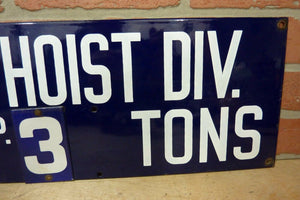 HOIST DIV.
P. 3 TONS